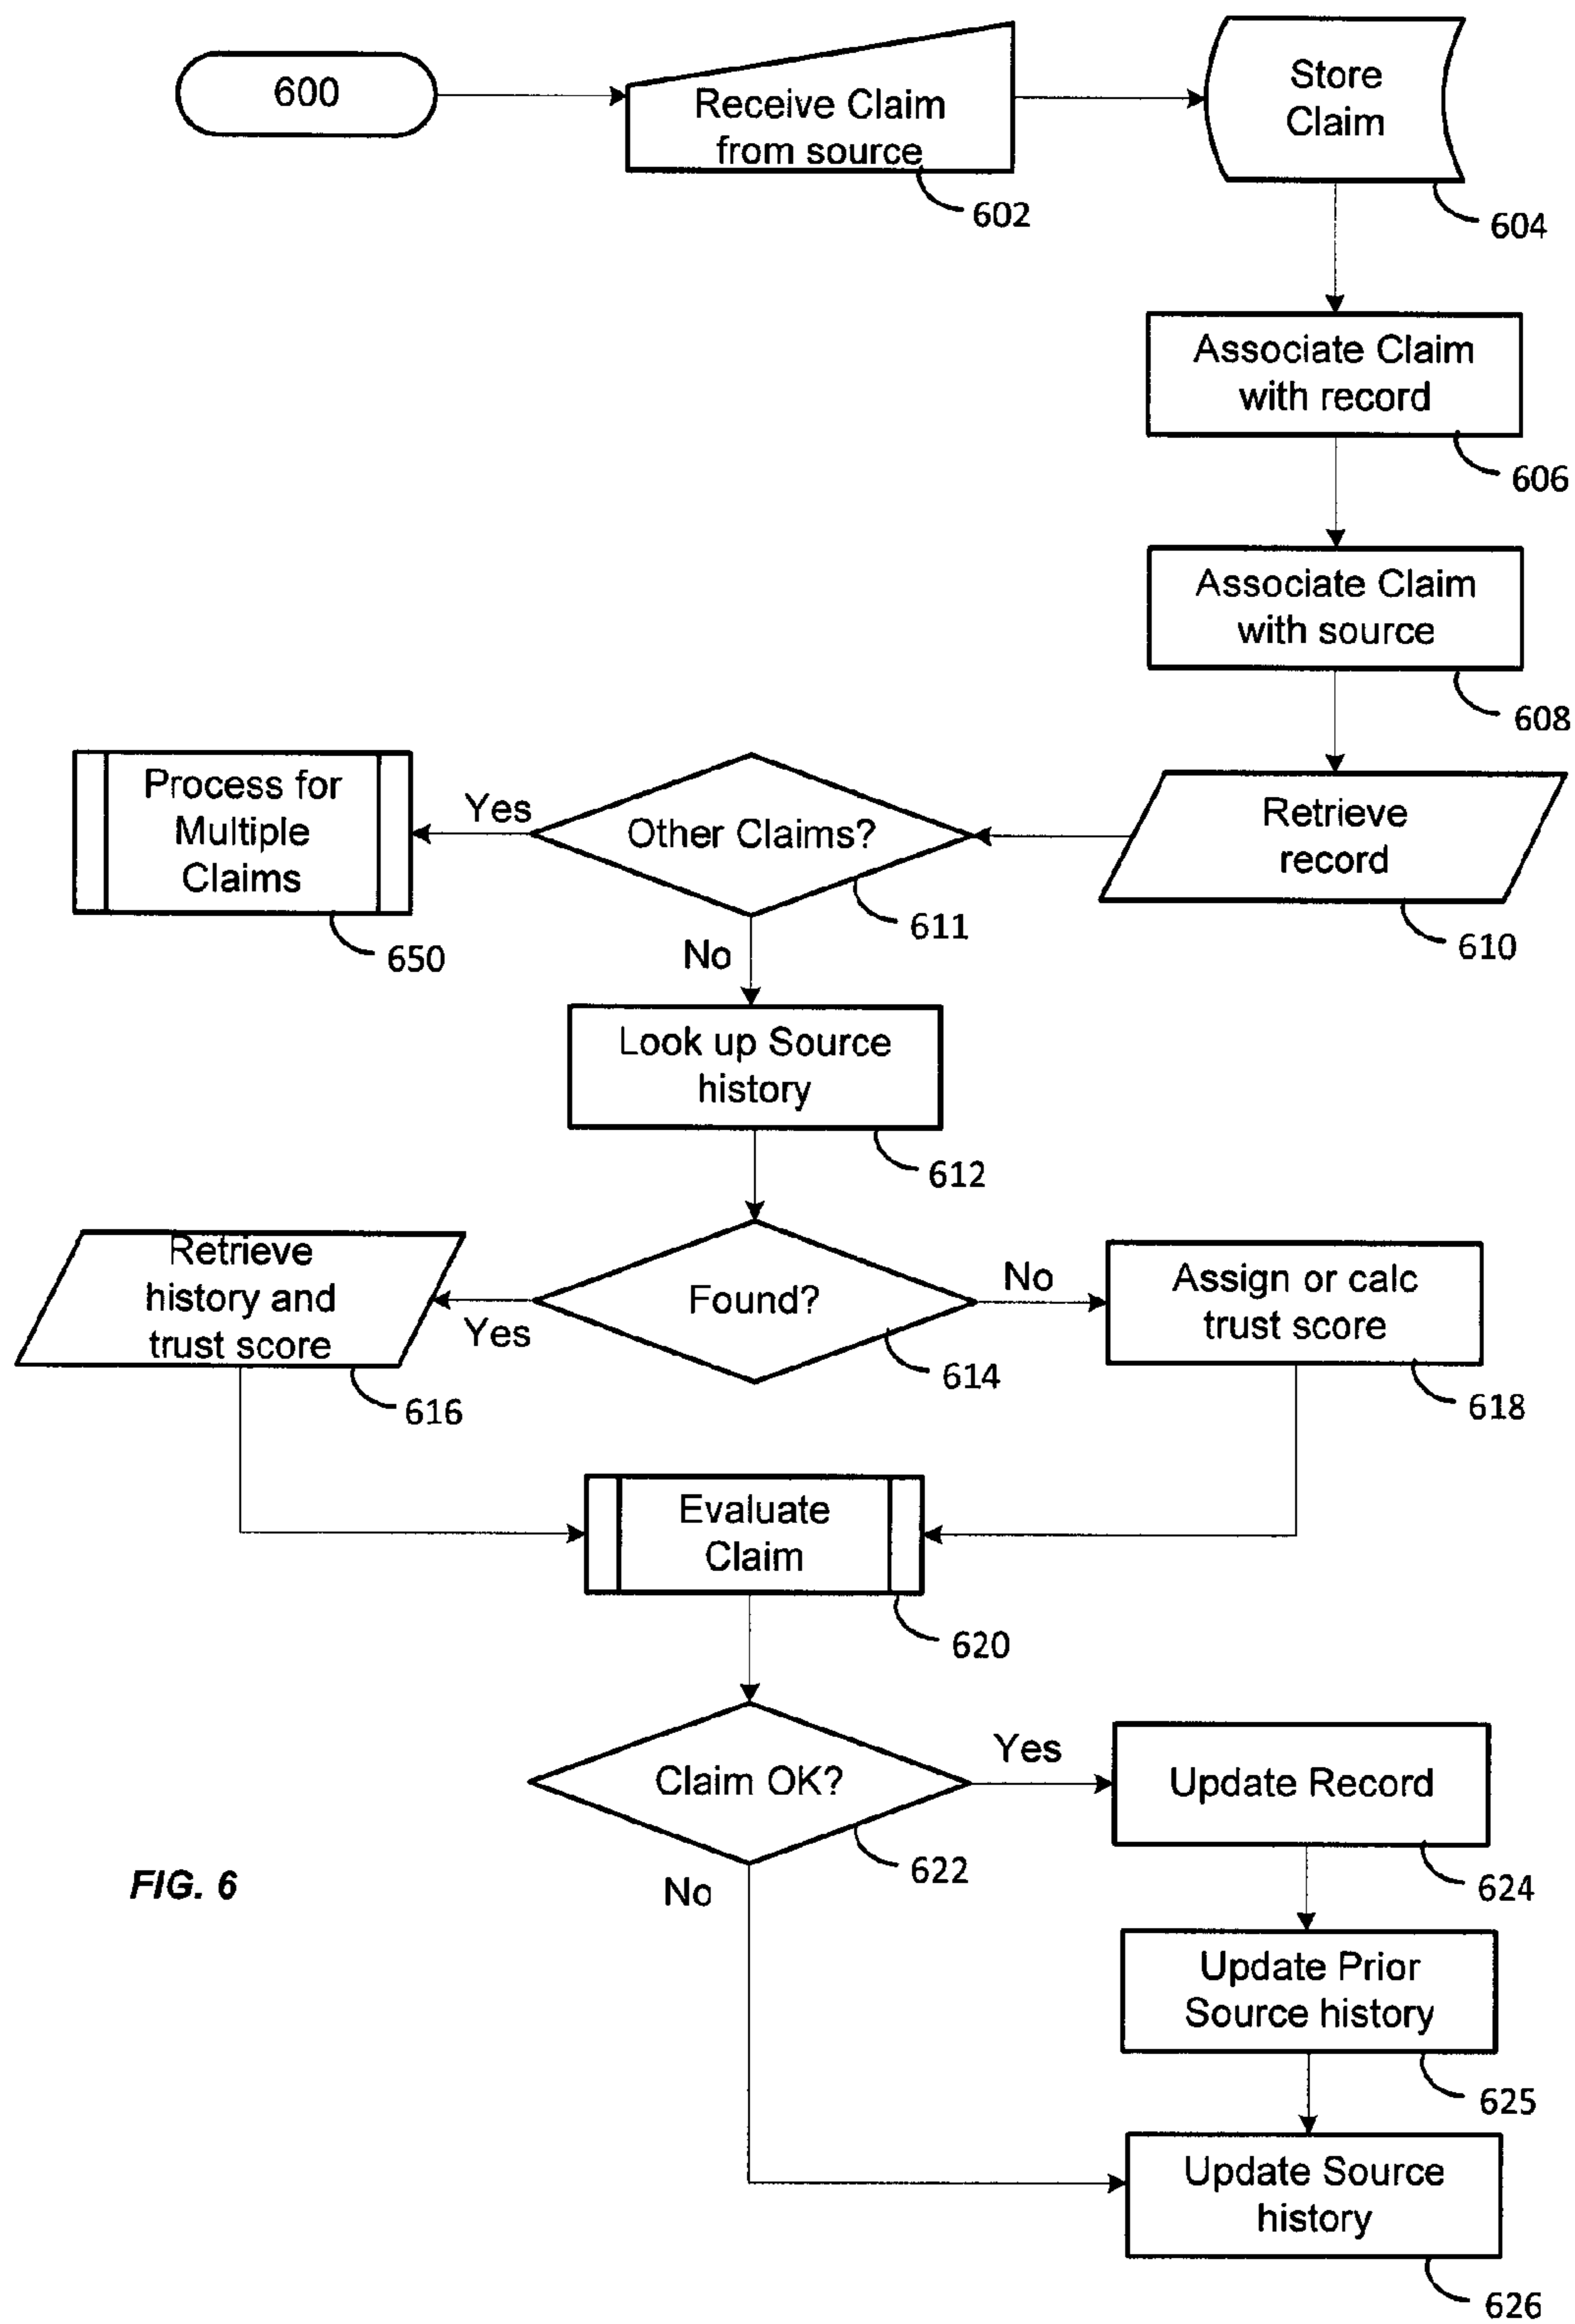 600
Receive Claim
from source
602
Store
Claim
604
Associate Claim
with record
606
Associate Claim
with source
608
Retrieve
record
610
Other Claims?
611
Yes
Process for
Multiple
Claims
650
No
Look up Source
history
612
Found?
614
Yes
Retrieve
history and
trust score
616
No
Assign or calc
trust score
618
Evaluate
Claim
620
Claim OK?
622
Yes
Update Record
624
No
Update Prior
Source history
625
Update Source
history
626
FIG. 6